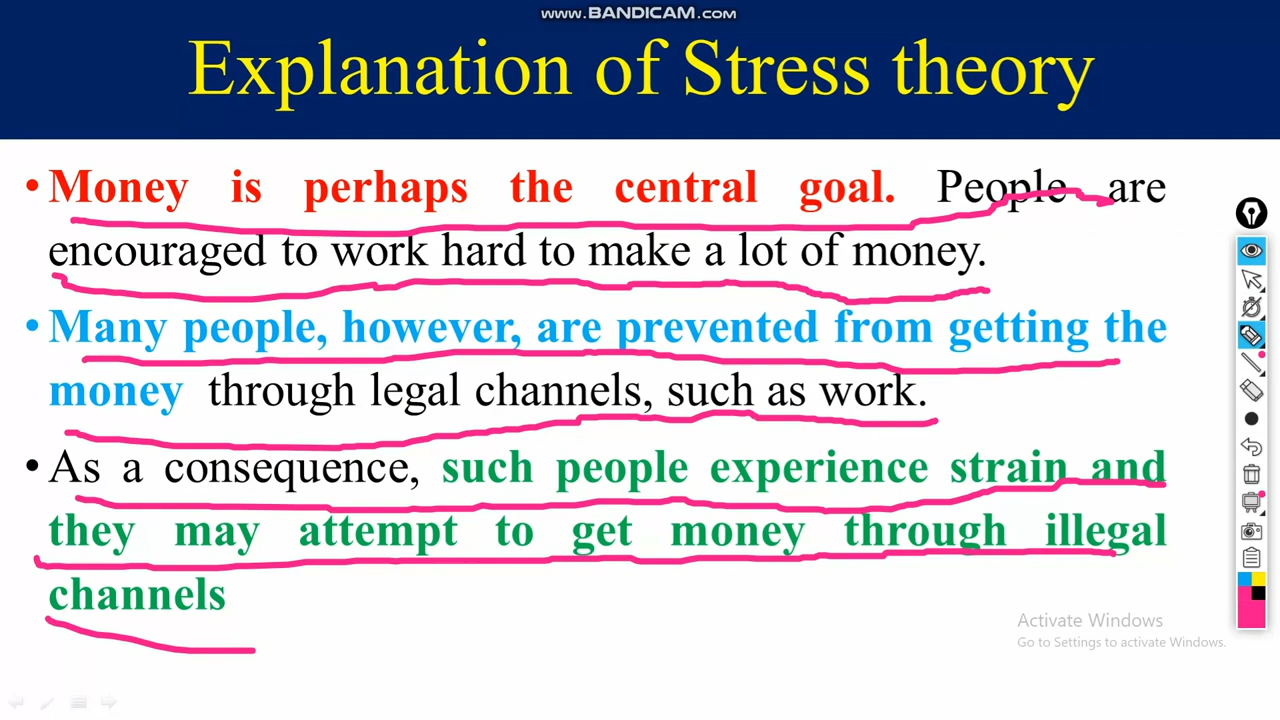 www.BANDICAM.com
Explanation of Stress theory
• Money is perhaps the central goal. People are
encouraged to work hard to make a lot of money.
• Many people, however, are prevented from getting the
money through legal channels, such as work.
• As a consequence, such people experience strain and
they may attempt to get money through illegal
channels
Activate Windows
Go to Settings to activate Windows.